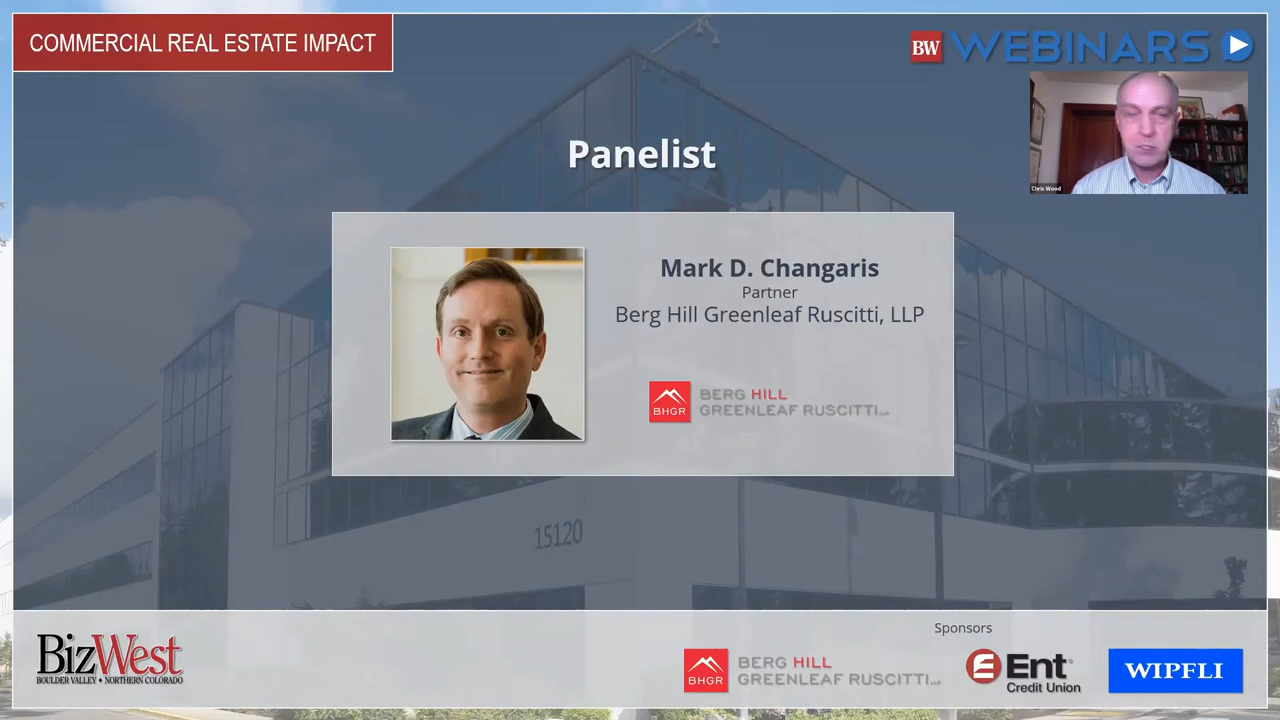 COMMERCIAL REAL ESTATE IMPACT
BW WEBINARS
Chris Wood
Panelist
Mark D. Changaris
Partner
Berg Hill Greenleaf Ruscitti, LLP
BHGR
BERG HILL
GREENLEAF RUSCITTI LLP
15120
Sponsors
BizWest
BOULDER VALLEY • NORTHERN COLORADO
BHGR
BERG HILL
GREENLEAF RUSCITTI LLP
Ent
Credit Union
WIPFLI